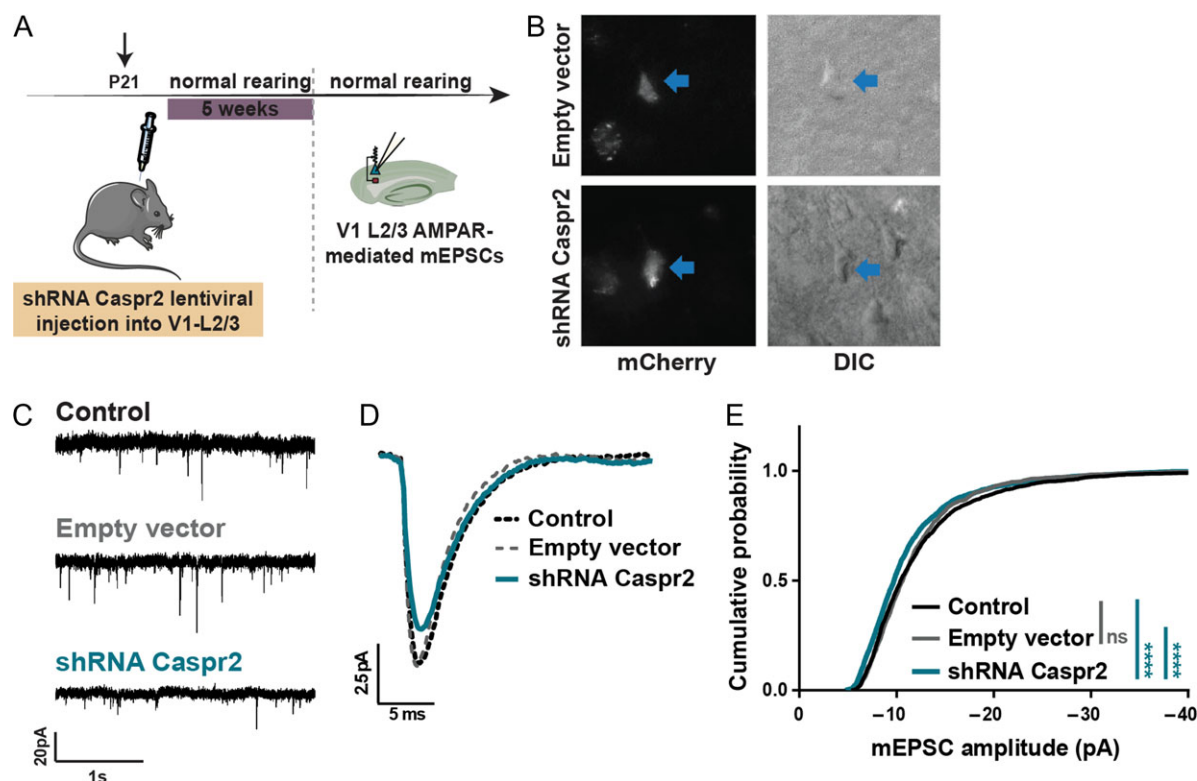 A
P21
normal rearing
normal rearing
5 weeks
V1 L2/3 AMPAR-
mediated mEPSCs
shRNA Caspr2 lentiviral
injection into V1-L2/3
B
Empty vector
shRNA Caspr2
mCherry
DIC
C
Control
Empty vector
shRNA Caspr2
20pA
1s
D
Control
Empty vector
shRNA Caspr2
2.5pA
5 ms
E
Cumulative probability
1.0
0.5
0.0
Control
Empty vector
shRNA Caspr2
ns
****
****
0
−10
−20
−30
−40
mEPSC amplitude (pA)